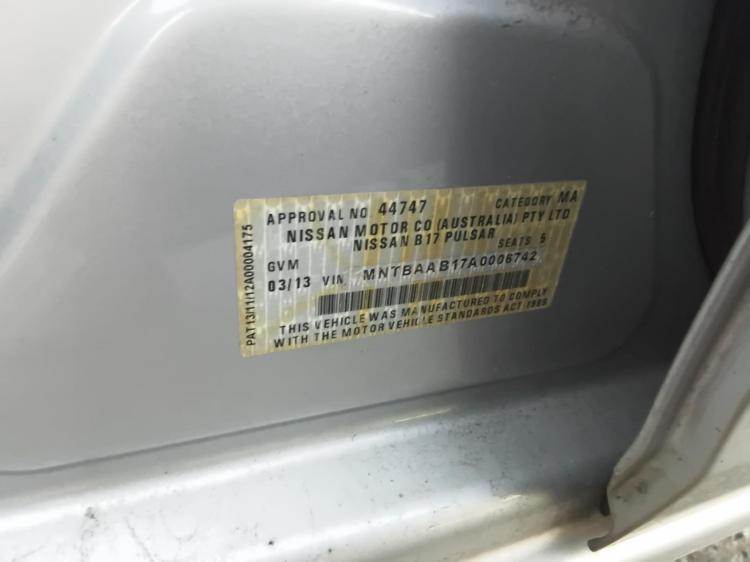 APPROVAL NO 44747 CATEGORY MA
NISSAN MOTOR CO (AUSTRALIA) PTY LTD
NISSAN B17 PULSAR
GVM SEATS 5
03/13 VIN MNTBAAB17A0006742
THIS VEHICLE WAS MANUFACTURED TO COMPLY
WITH THE MOTOR VEHICLE STANDARDS ACT 1989
PAT13/11/12A00004175